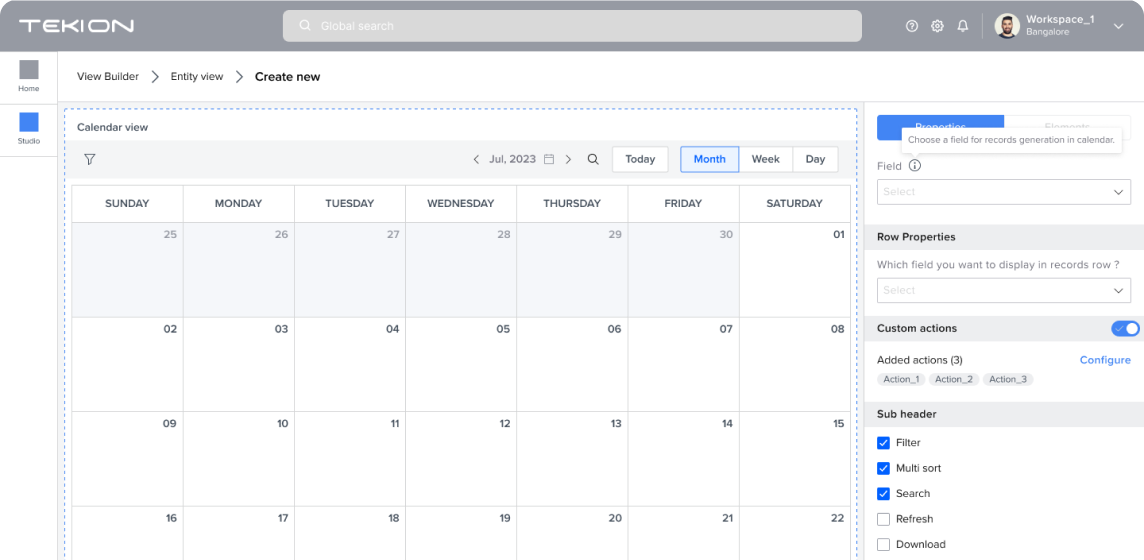 TEKION
Global search
Workspace_1
Bangalore
Home
Studio
View Builder
Entity view
Create new
Calendar view
Jul, 2023
Today
Month
Week
Day
SUNDAY MONDAY TUESDAY WEDNESDAY THURSDAY FRIDAY SATURDAY
25 26 27 28 29 30 01
02 03 04 05 06 07 08
09 10 11 12 13 14 15
16 17 18 19 20 21 22
Properties
Elements
Choose a field for records generation in calendar.
Field
Select
Row Properties
Which field you want to display in records row ?
Select
Custom actions
Added actions (3)
Configure
Action_1 Action_2 Action_3
Sub header
Filter
Multi sort
Search
Refresh
Download